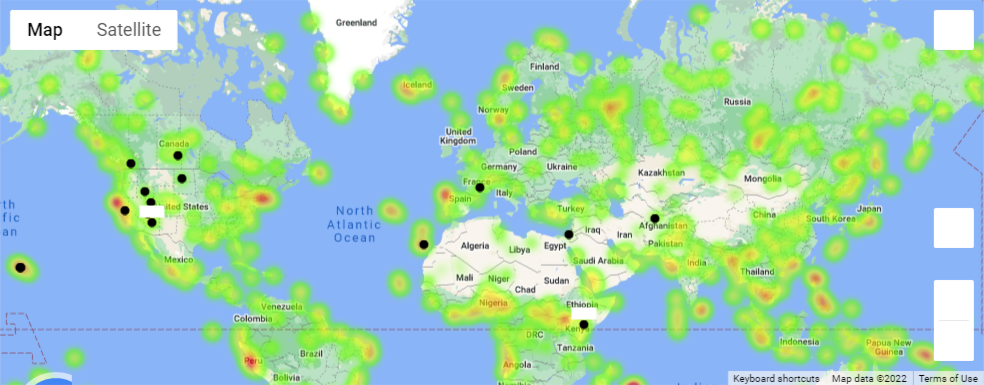 Map Satellite
Greenland
Iceland
Finland
Sweden
Norway
Russia
United
Kingdom
Canada
Poland
Germany
Ukraine
Kazakhstan
Mongolia
France
Italy
Spain
United States
North
Atlantic
Ocean
Turkey
Japan
China
South Korea
Iraq
Iran
Afghanistan
Pakistan
Algeria
Libya
Egypt
Saudi Arabia
India
Mexico
Mali
Niger
Chad
Sudan
Thailand
Nigeria
Ethiopia
Venezuela
Colombia
Kenya
DRC
Tanzania
Indonesia
Papua New
Guinea
Brazil
Peru
Angola
Bolivia
Keyboard shortcuts Map data ©2022 Terms of Use